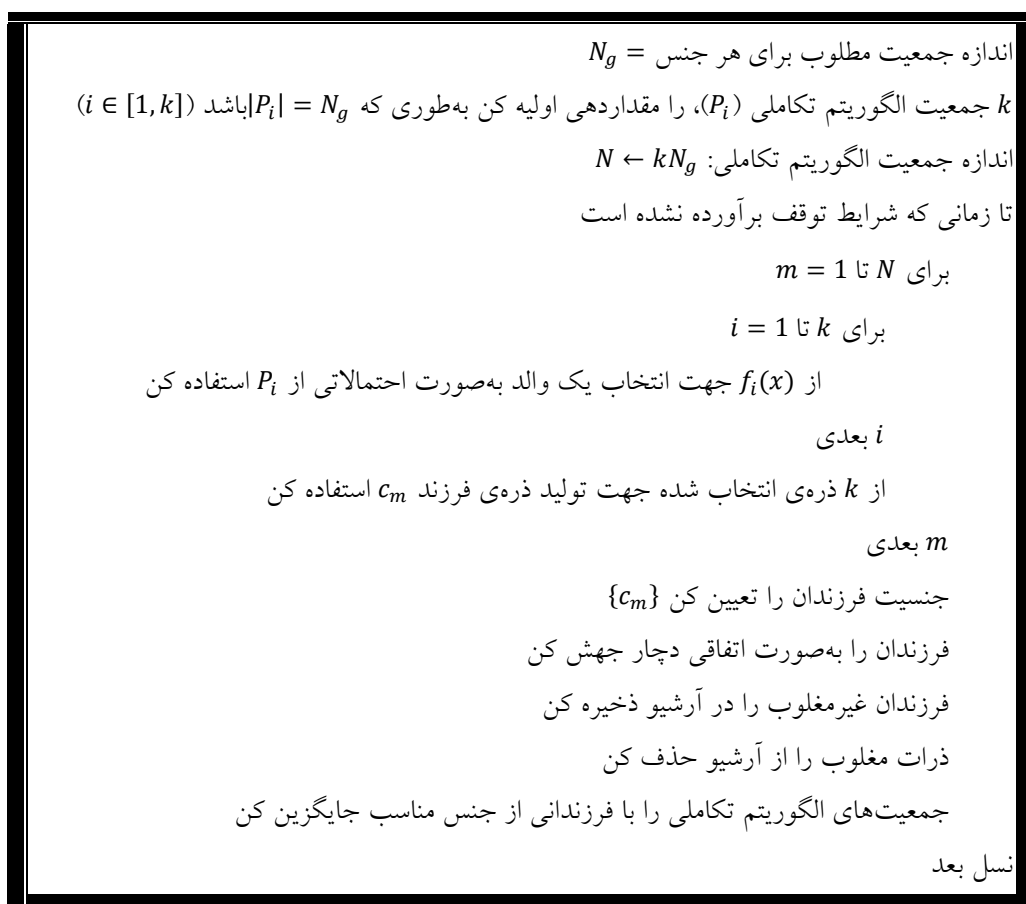 اندازه جمعیت مطلوب برای هر جنس = N_g
k جمعیت الگوریتم تکاملی (P_i)، را مقداردهی اولیه کن به‌طوری که |P_i| = N_g باشد (i ∈ [1, k])
اندازه جمعیت الگوریتم تکاملی: N ← kN_g
تا زمانی که شرایط توقف برآورده نشده است
برای m = 1 تا N
برای i = 1 تا k
از f_i(x) جهت انتخاب یک والد به‌صورت احتمالاتی از P_i استفاده کن
i بعدی
از k ذره‌ی انتخاب شده جهت تولید ذره‌ی فرزند c_m استفاده کن
m بعدی
جنسیت فرزندان را تعیین کن {c_m}
فرزندان را به‌صورت اتفاقی دچار جهش کن
فرزندان غیرمغلوب را در آرشیو ذخیره کن
ذرات مغلوب را از آرشیو حذف کن
جمعیت‌های الگوریتم تکاملی را با فرزندانی از جنس مناسب جایگزین کن
نسل بعد